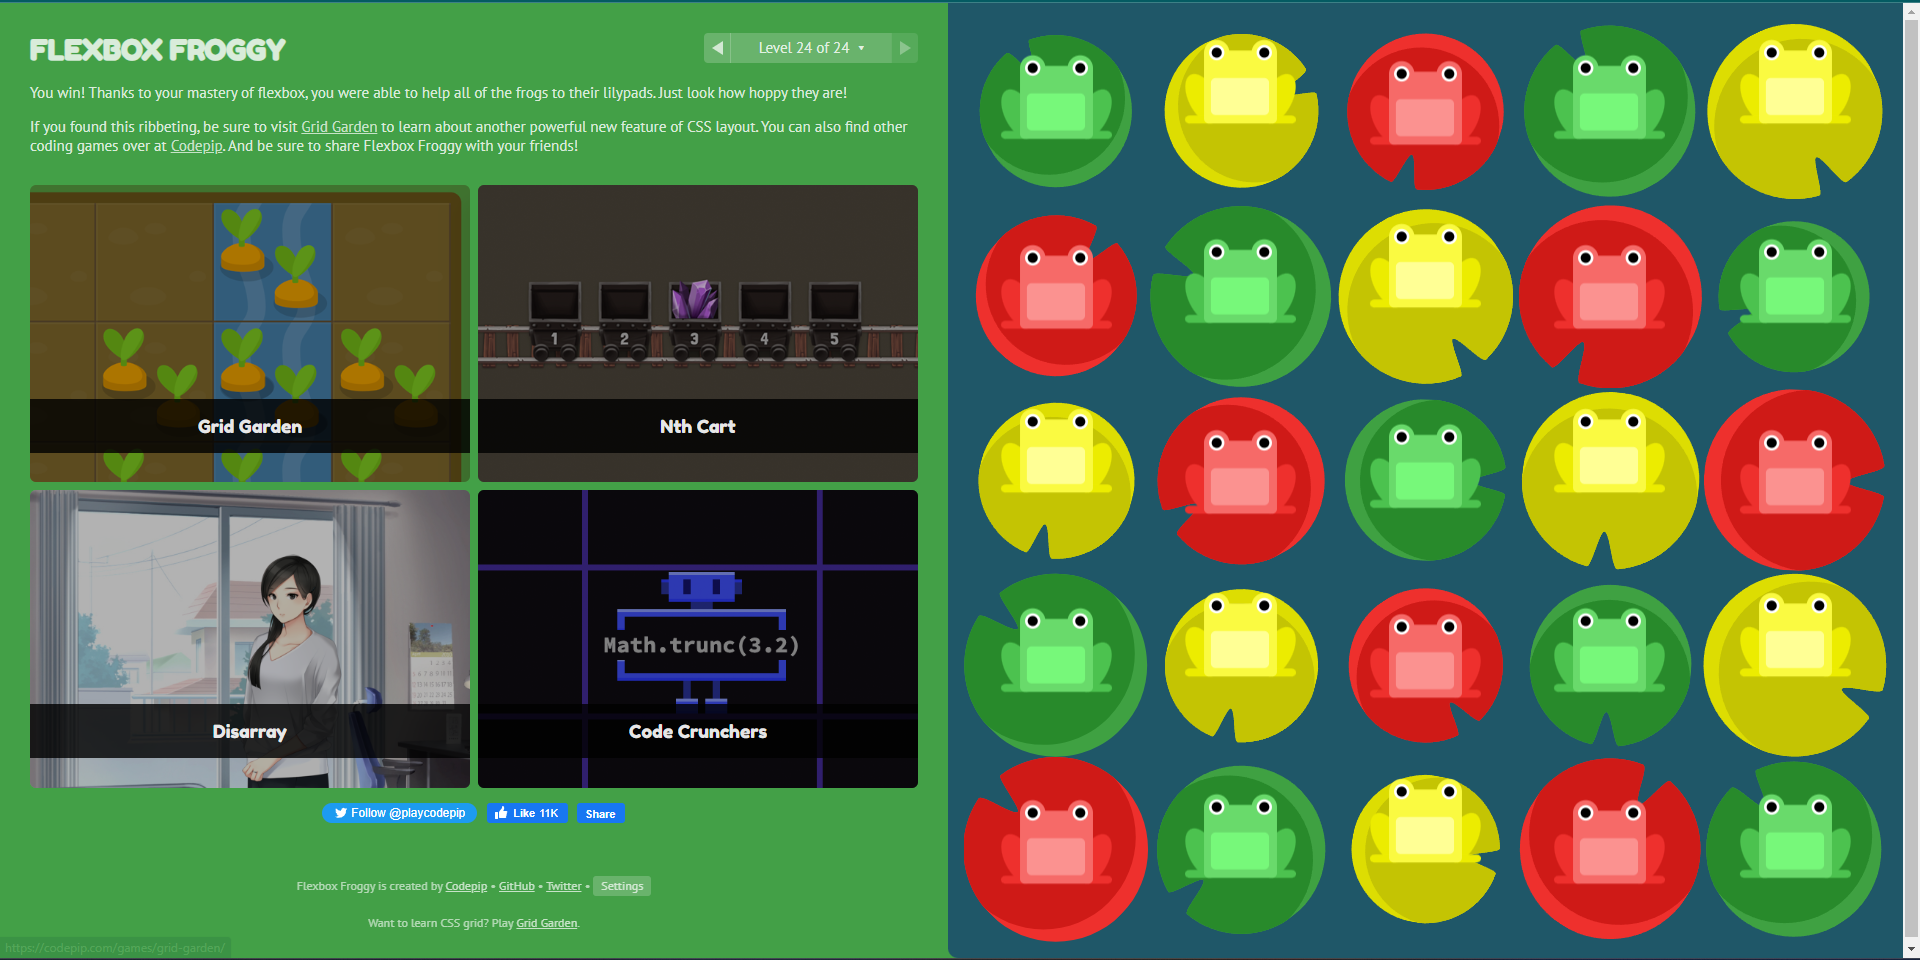 FLEXBOX FROGGY
Level 24 of 24
You win! Thanks to your mastery of flexbox, you were able to help all of the frogs to their lilypads. Just look how hoppy they are!
If you found this ribbeting, be sure to visit Grid Garden to learn about another powerful new feature of CSS layout. You can also find other
coding games over at Codepip. And be sure to share Flexbox Froggy with your friends!
1 2 3 4 5
Grid Garden
Nth Cart
Math.trunc(3.2)
Disarray
Code Crunchers
Follow @playcodepip
Like 11K
Share
Flexbox Froggy is created by Codepip • GitHub • Twitter • Settings
Want to learn CSS grid? Play Grid Garden.
https://codepip.com/games/grid-garden/